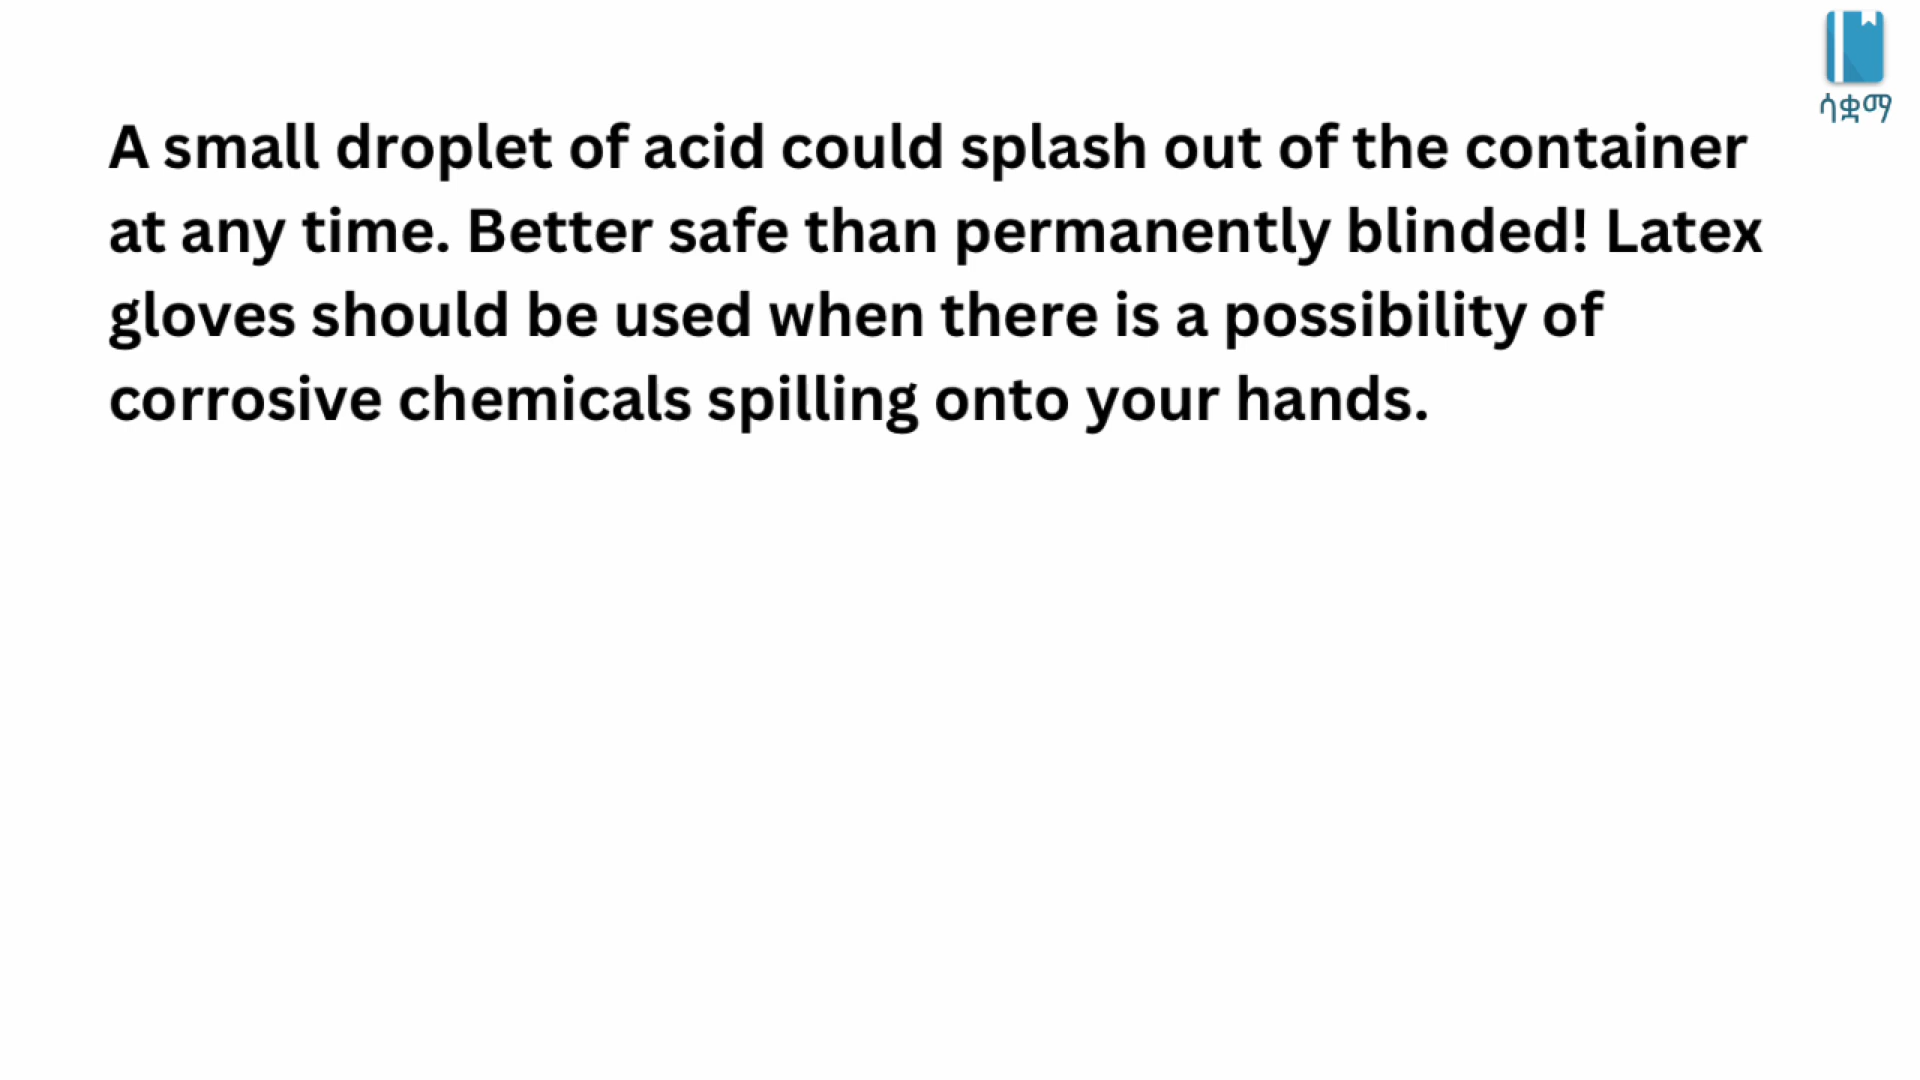 ሳቋማ
A small droplet of acid could splash out of the container
at any time. Better safe than permanently blinded! Latex
gloves should be used when there is a possibility of
corrosive chemicals spilling onto your hands.